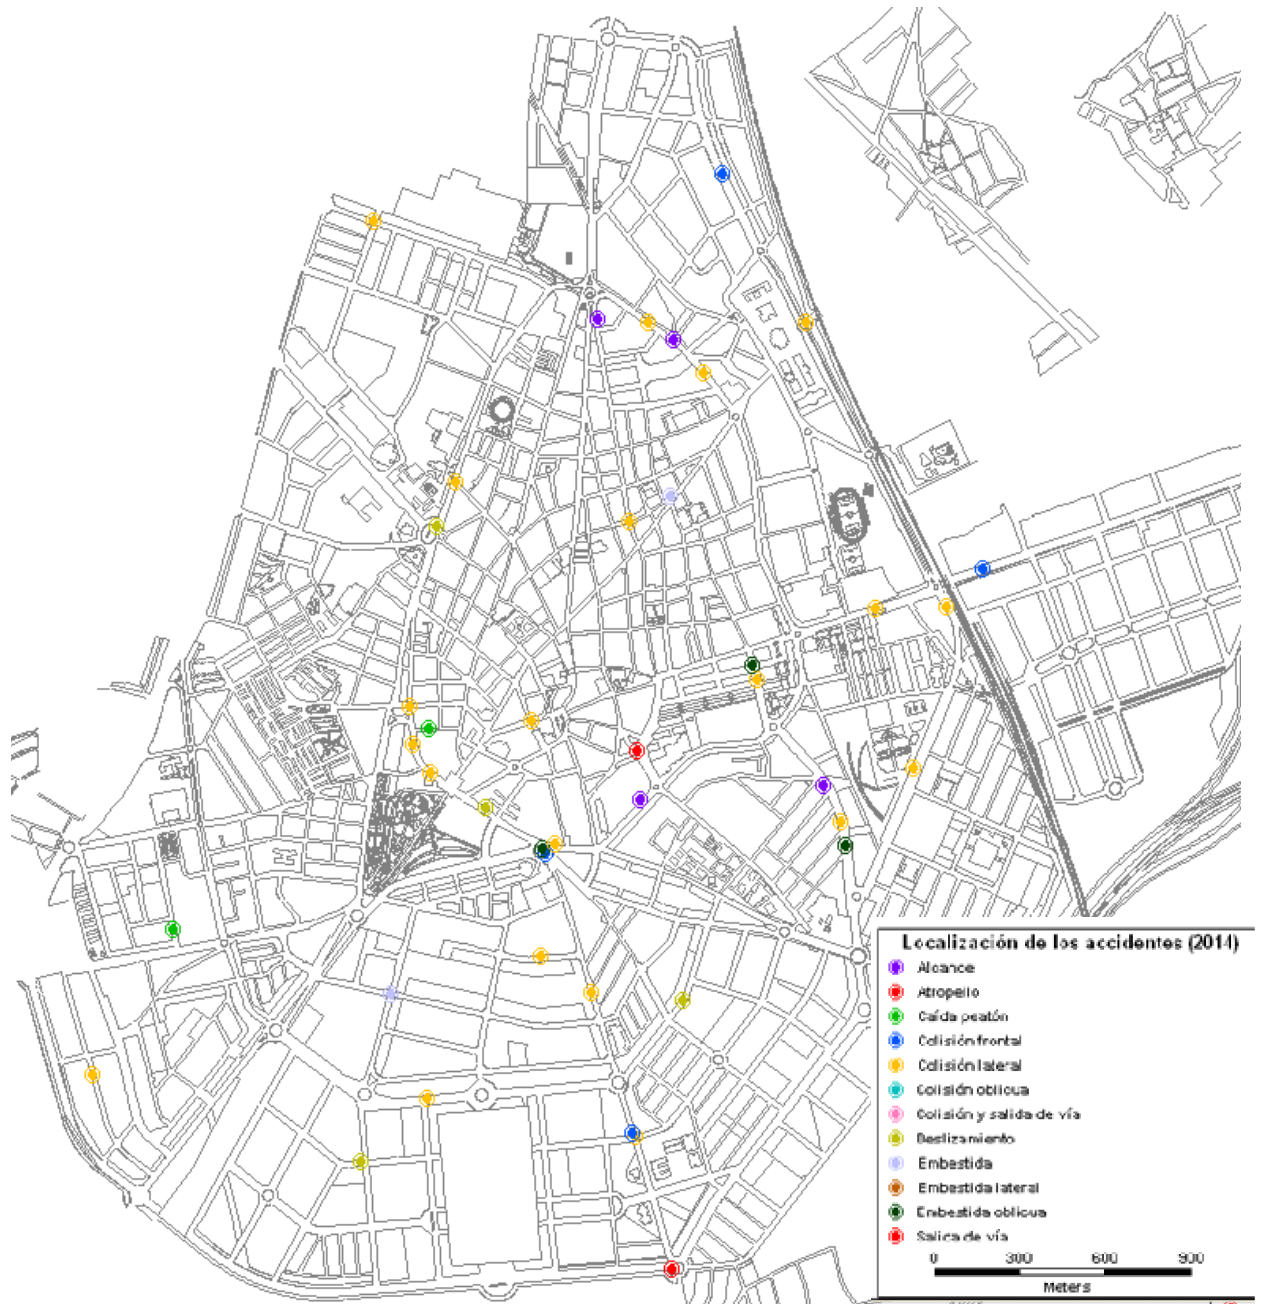 Localización de los accidentes (2014)
Alcance
Atropello
Caída peatón
Colisión frontal
Colisión lateral
Colisión oblicua
Colisión y salida de vía
Deslizamiento
Embestida
Embestida lateral
Embestida oblicua
Salida de vía
0 300 600 900
Meters